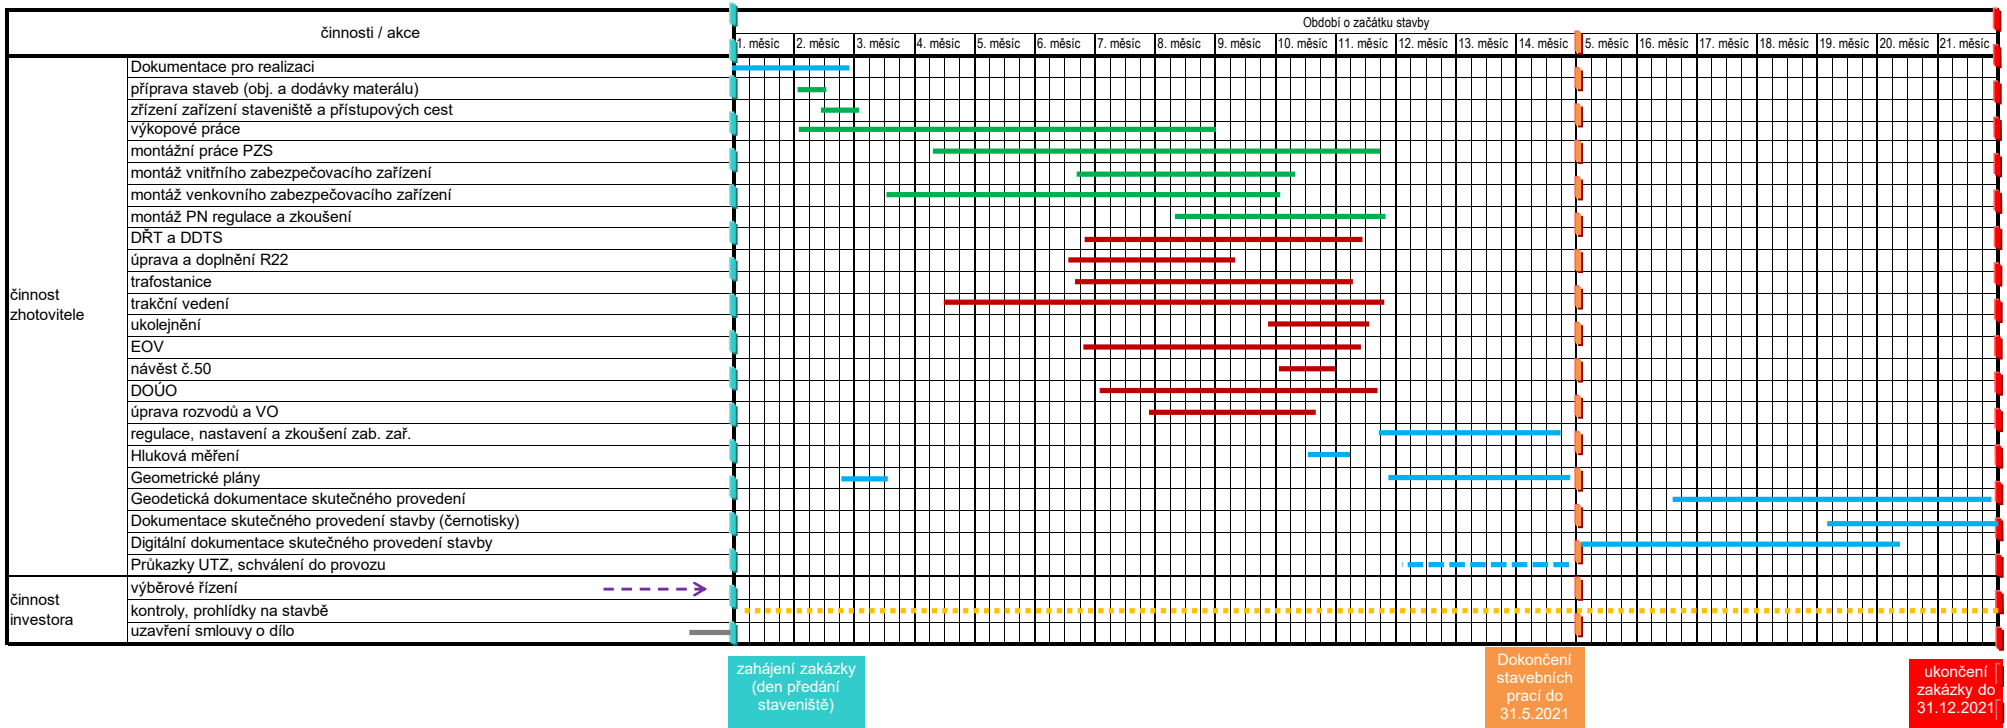 činnosti / akce
Období o začátku stavby
1. měsíc 2. měsíc 3. měsíc 4. měsíc 5. měsíc 6. měsíc 7. měsíc 8. měsíc 9. měsíc 10. měsíc 11. měsíc 12. měsíc 13. měsíc 14. měsíc 5. měsíc 16. měsíc 17. měsíc 18. měsíc 19. měsíc 20. měsíc 21. měsíc
činnost
zhotovitele
Dokumentace pro realizaci
příprava staveb (obj. a dodávky materálu)
zřízení zařízení staveniště a přístupových cest
výkopové práce
montážní práce PZS
montáž vnitřního zabezpečovacího zařízení
montáž venkovního zabezpečovacího zařízení
montáž PN regulace a zkoušení
DŘT a DDTS
úprava a doplnění R22
trafostanice
trakční vedení
ukolejnění
EOV
návěst č.50
DOÚO
úprava rozvodů a VO
regulace, nastavení a zkoušení zab. zař.
Hluková měření
Geometrické plány
Geodetická dokumentace skutečného provedení
Dokumentace skutečného provedení stavby (černotisky)
Digitální dokumentace skutečného provedení stavby
Průkazky UTZ, schválení do provozu
činnost
investora
výběrové řízení
kontroly, prohlídky na stavbě
uzavření smlouvy o dílo
zahájení zakázky
(den předání
staveniště)
Dokončení
stavebních
prací do
31.5.2021
ukončení
zakázky do
31.12.2021